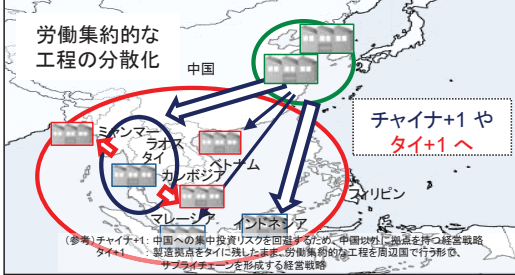 労働集約的な
工程の分散化
中国
チャイナ+1 や
タイ+1 へ
ミャンマー
ラオス
タイ
ベトナム
カンボジア
フィリピン
マレーシア
インドネシア
(参考)チャイナ+1：中国への集中投資リスクを回避するため、中国以外に拠点を持つ経営戦略
タイ+1　：製造拠点をタイに残したまま、労働集約的な工程を周辺国で行う形で、
サプライチェーンを形成する経営戦略